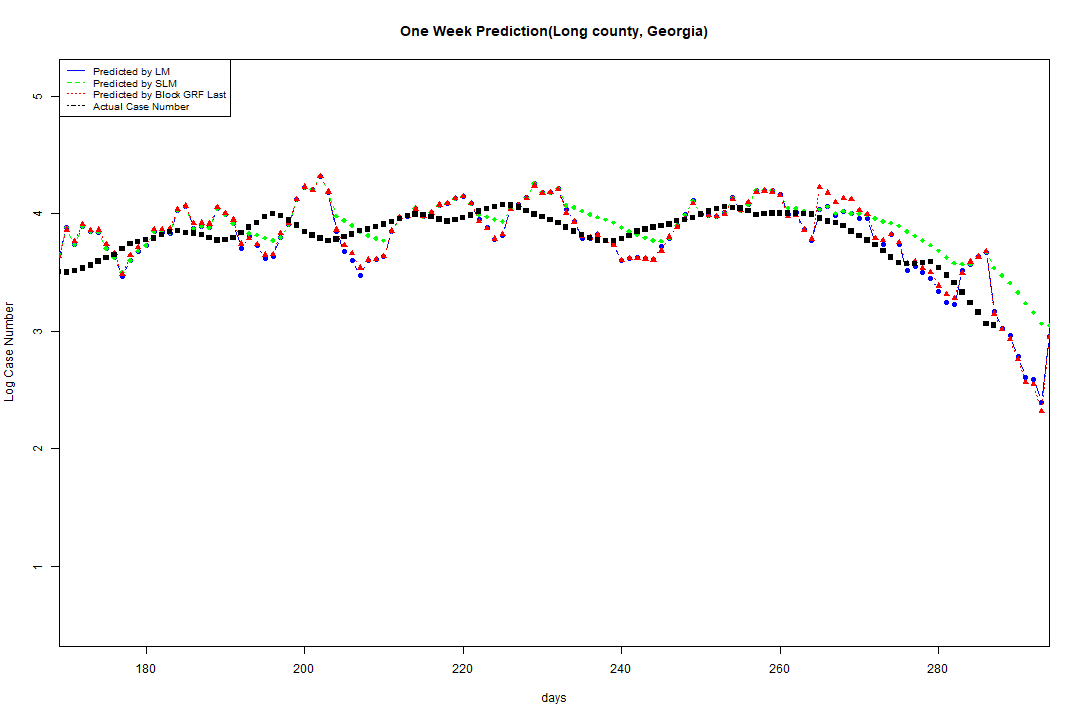 One Week Prediction(Long county, Georgia)
Predicted by LM
Predicted by SLM
Predicted by Block GRF Last
Actual Case Number
5
4
3
2
1
Log Case Number
180 200 220 240 260 280
days